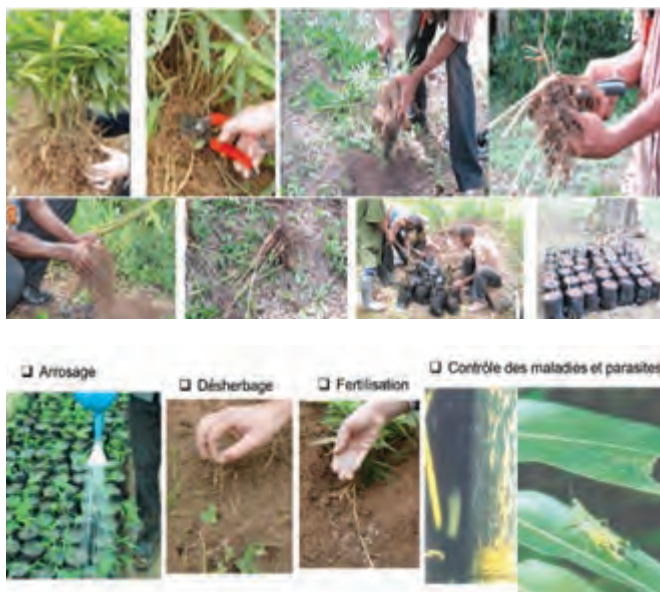 ❑ Arrosage
❑ Désherbage
❑ Fertilisation
❑ Contrôle des maladies et parasites